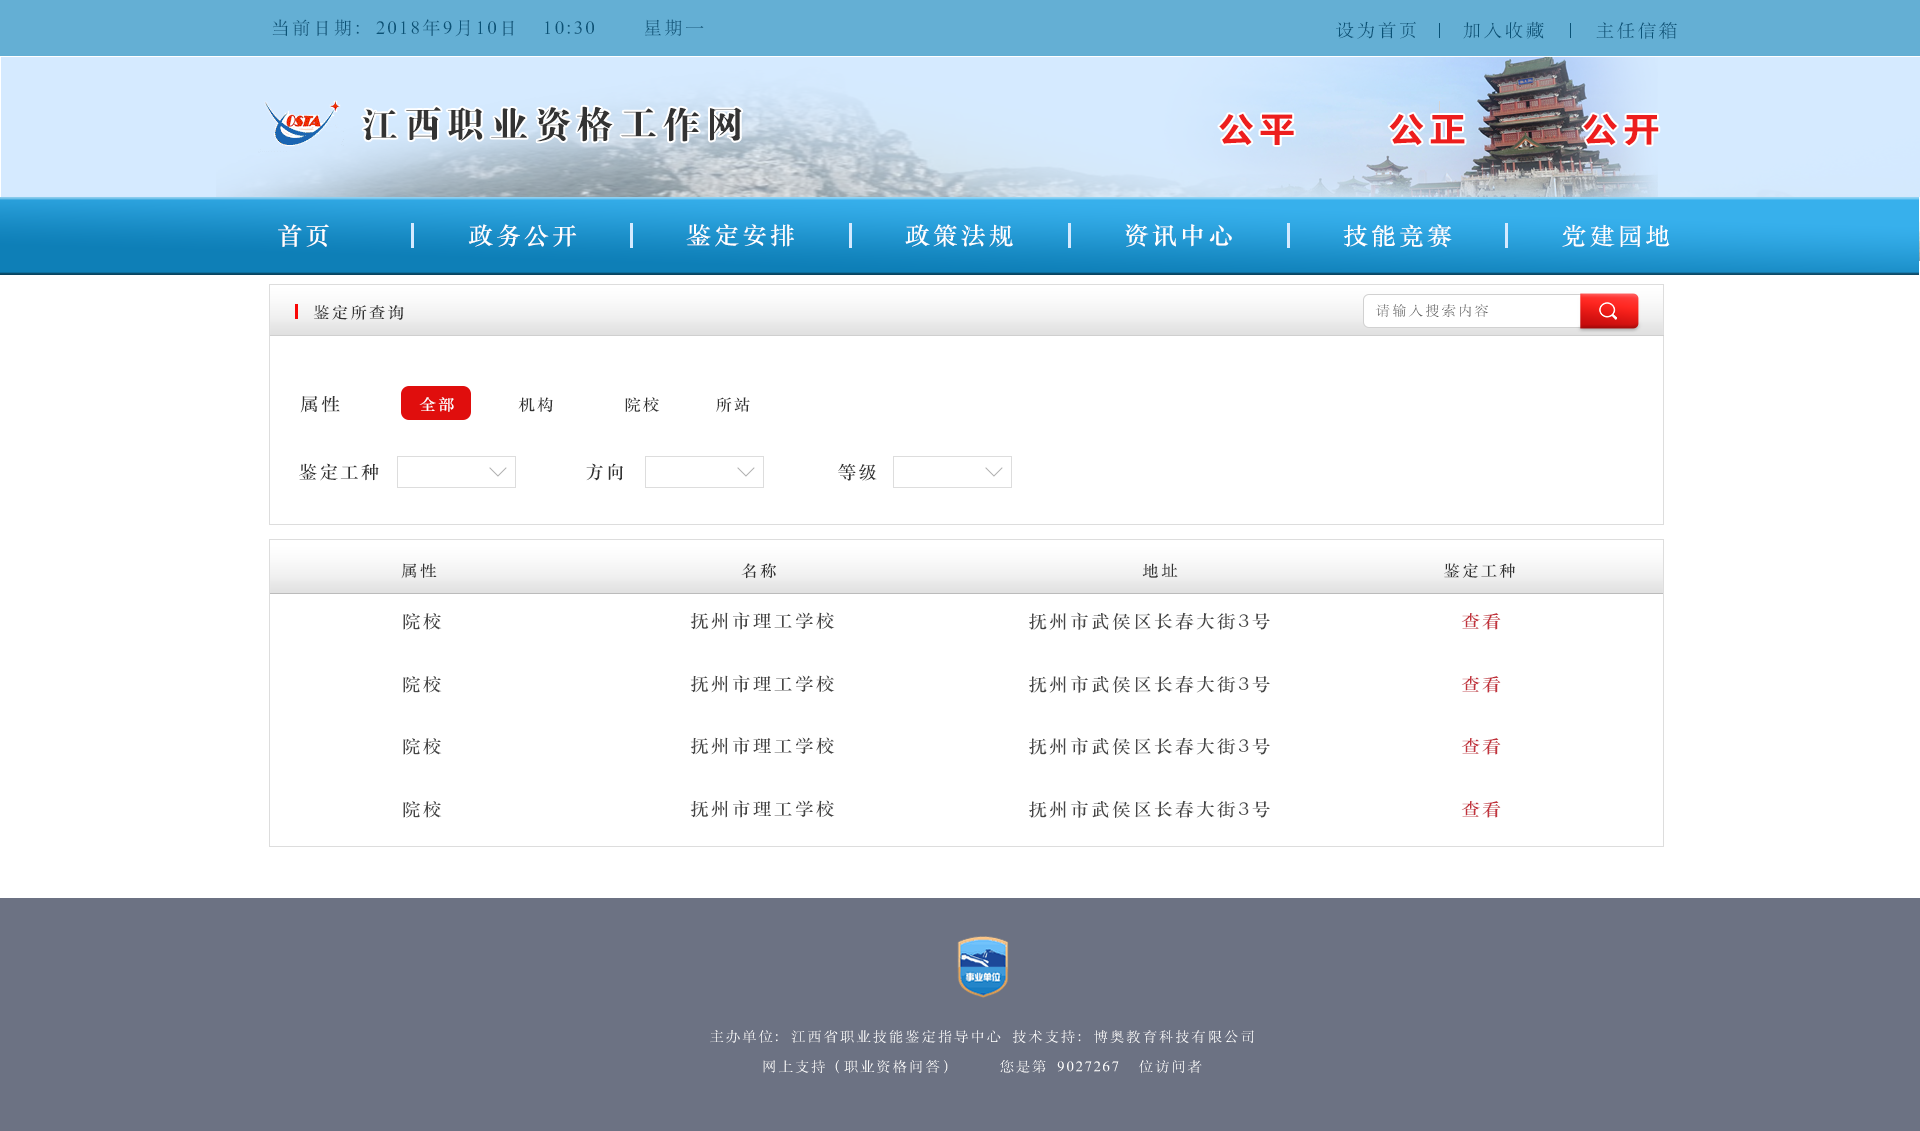 当前日期：2018年9月10日 10:30 星期一 设为首页 | 加入收藏 | 主任信箱
OSTA 江西职业资格工作网 公平 公正 公开
首页 政务公开 鉴定安排 政策法规 资讯中心 技能竞赛 党建园地
鉴定所查询 请输入搜索内容
属性 全部 机构 院校 所站
鉴定工种 方向 等级
属性 名称 地址 鉴定工种
院校 抚州市理工学校 抚州市武侯区长春大街3号 查看
院校 抚州市理工学校 抚州市武侯区长春大街3号 查看
院校 抚州市理工学校 抚州市武侯区长春大街3号 查看
院校 抚州市理工学校 抚州市武侯区长春大街3号 查看
事业单位
主办单位：江西省职业技能鉴定指导中心 技术支持：博奥教育科技有限公司
网上支持（职业资格问答） 您是第 9027267 位访问者